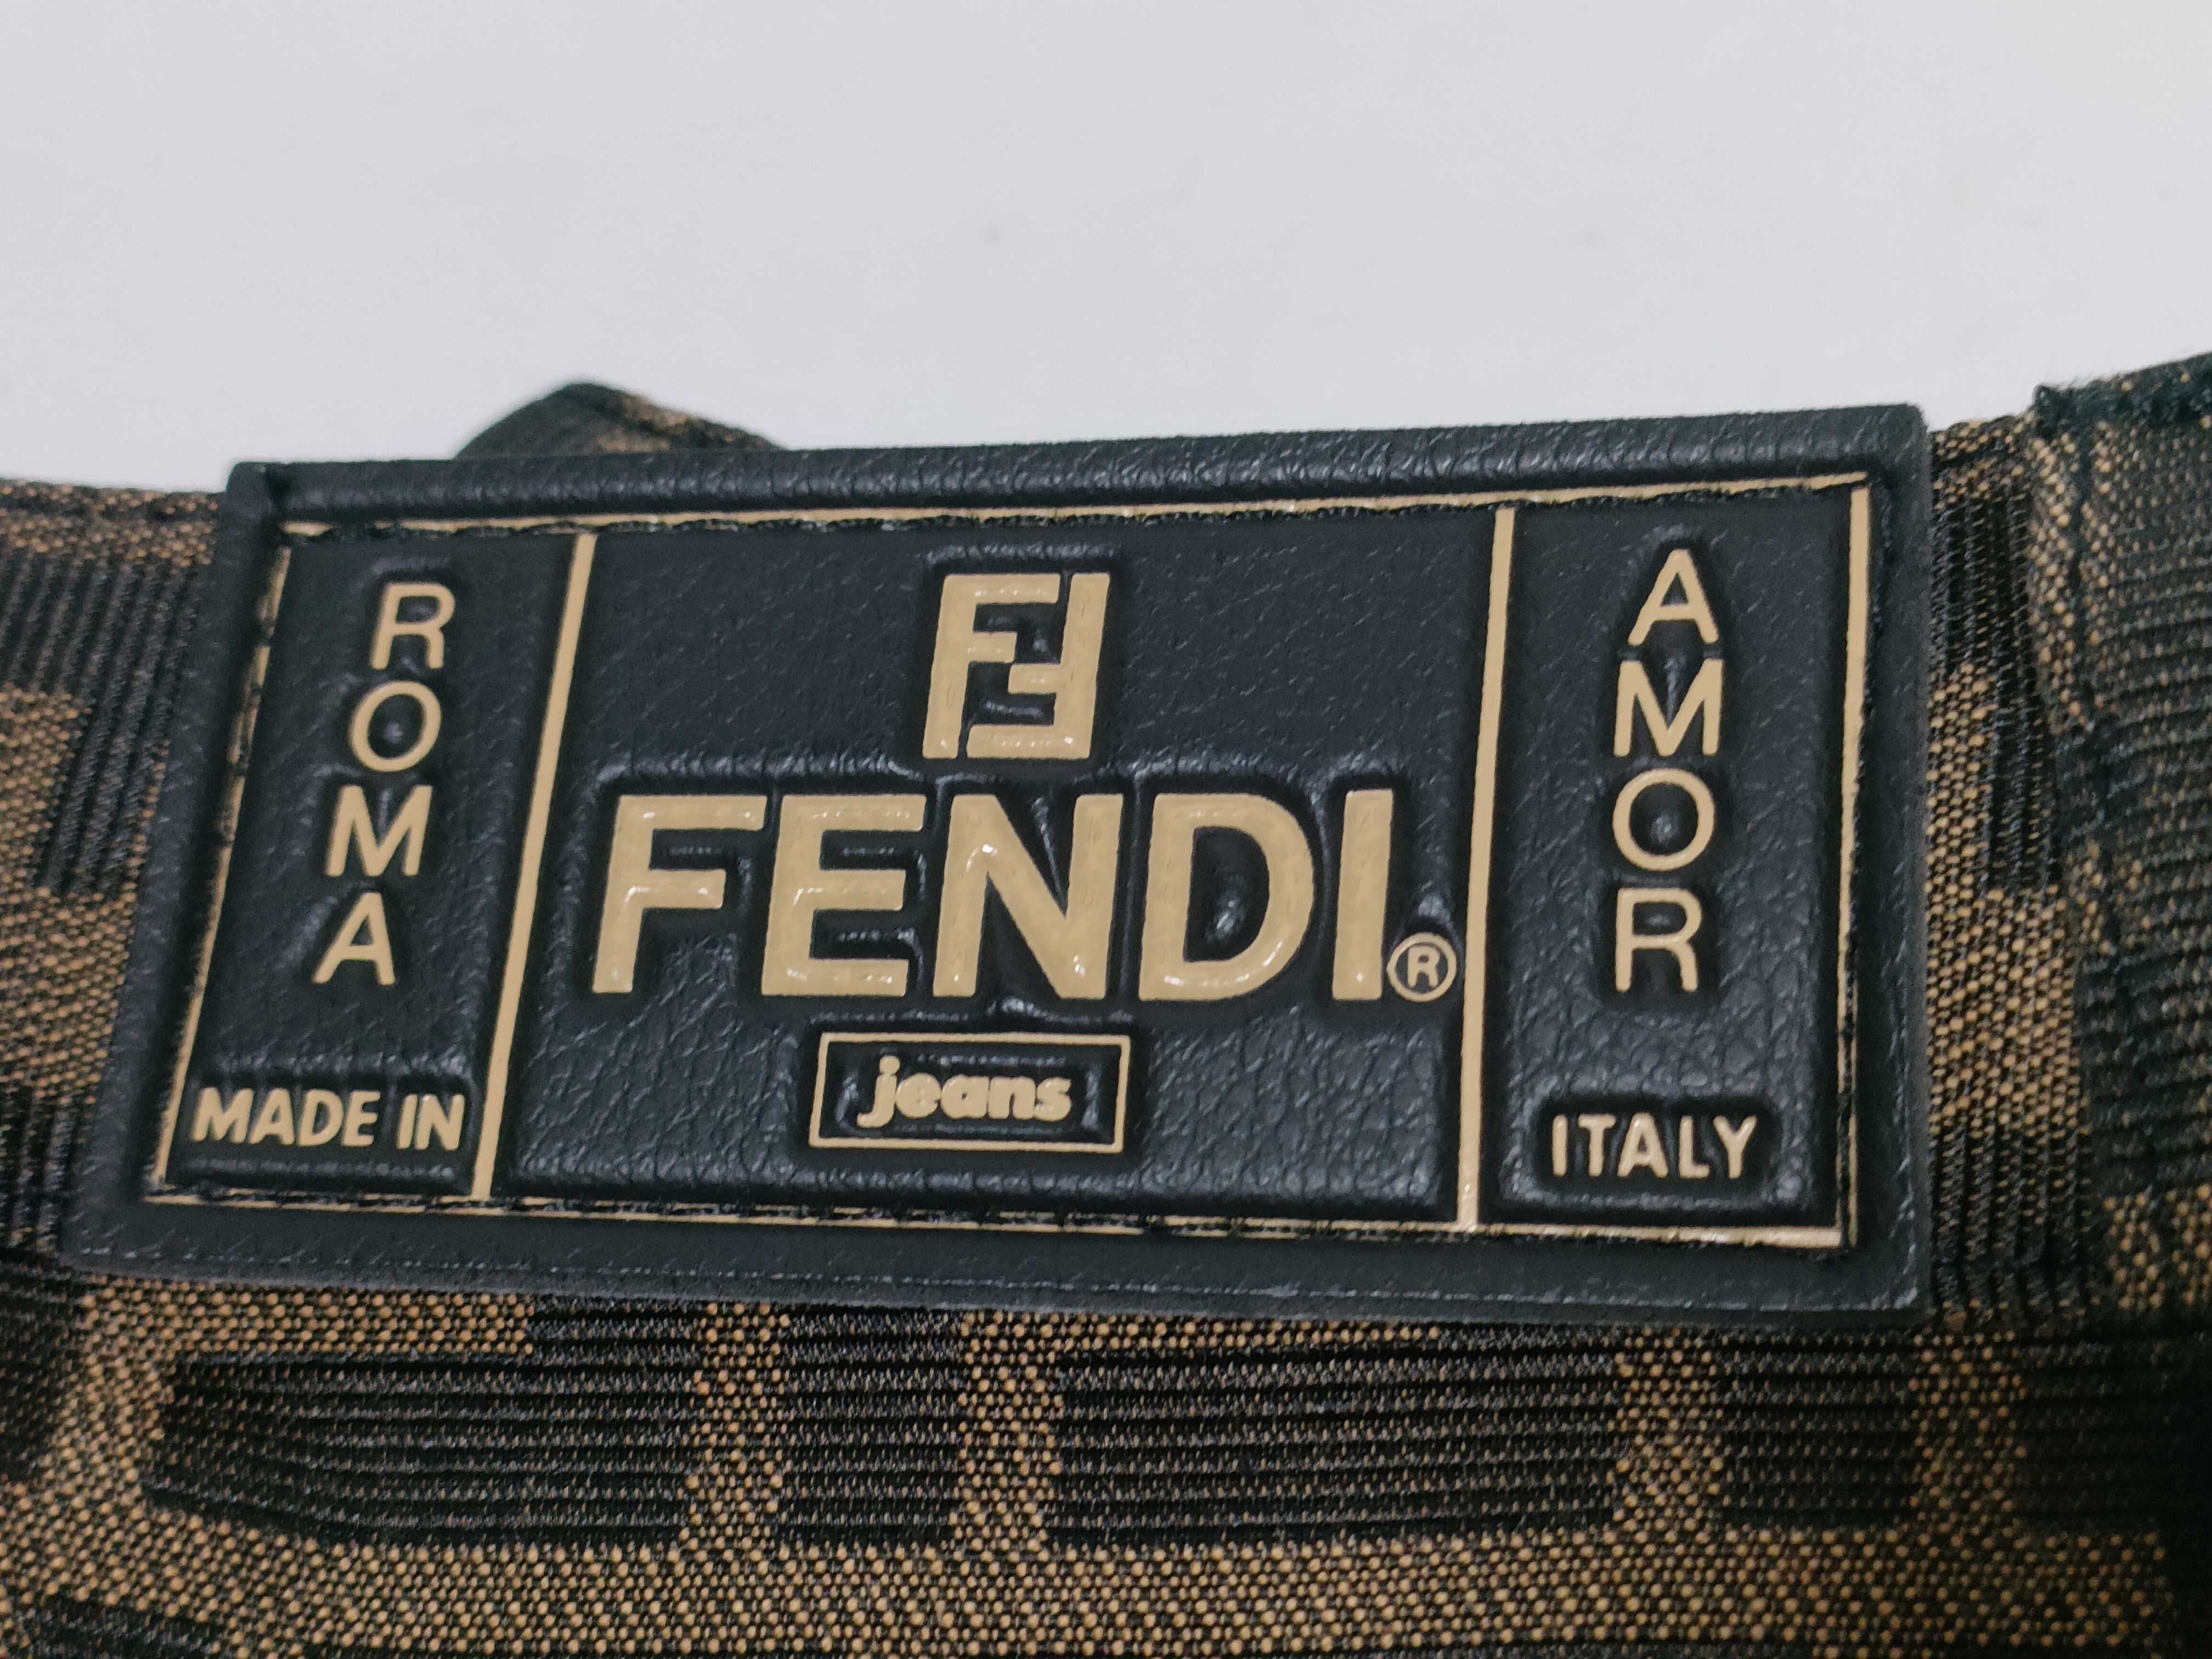 ROMA
FF
FENDI®
jeans
AMOR
MADE IN
ITALY